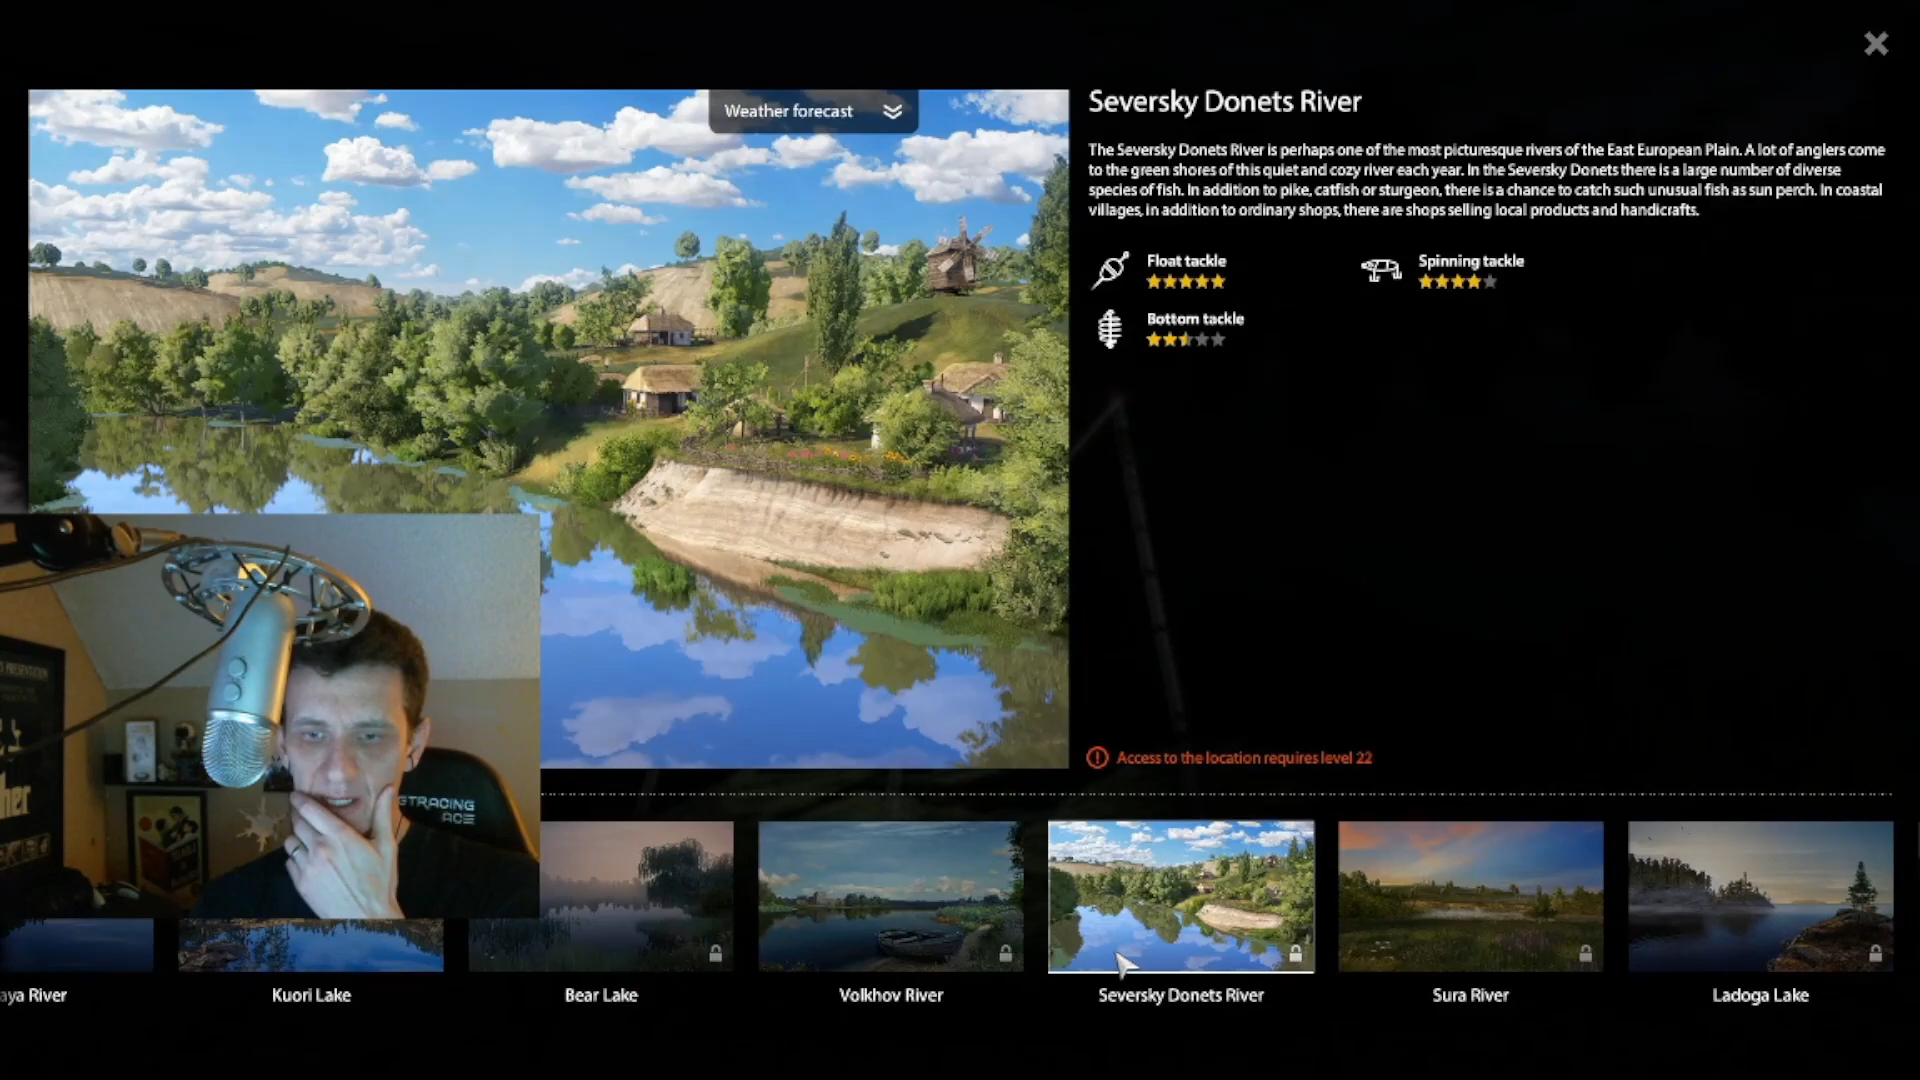 Weather forecast
Seversky Donets River
The Seversky Donets River is perhaps one of the most picturesque rivers of the East European Plain. A lot of anglers come
to the green shores of this quiet and cozy river each year. In the Seversky Donets there is a large number of diverse
species of fish. In addition to pike, catfish or sturgeon, there is a chance to catch such unusual fish as sun perch. In coastal
villages, in addition to ordinary shops, there are shops selling local products and handicrafts.
Float tackle
Spinning tackle
Bottom tackle
Access to the location requires level 22
GTRACING
ACE
aya River
Kuori Lake
Bear Lake
Volkhov River
Seversky Donets River
Sura River
Ladoga Lake